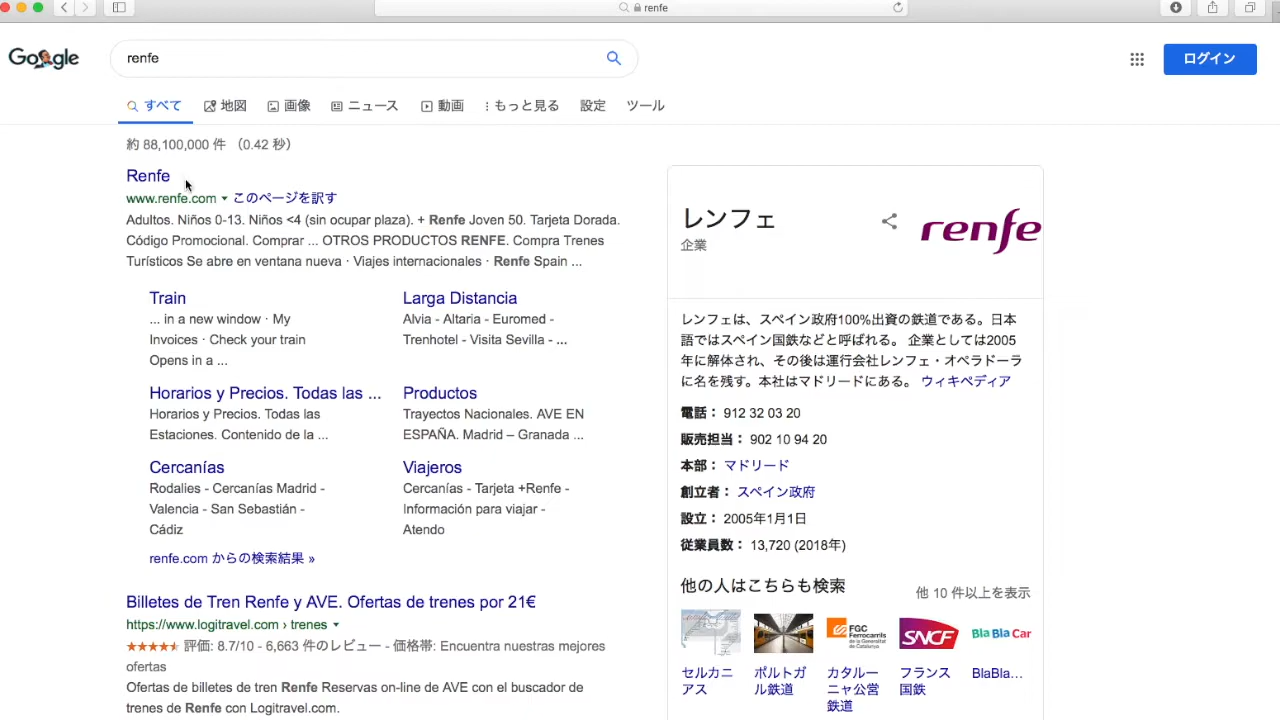 renfe
Google
renfe
ログイン
すべて 地図 画像 ニュース 動画 もっと見る 設定 ツール
約 88,100,000 件 （0.42 秒）
Renfe
www.renfe.com このページを訳す
Adultos. Niños 0-13. Niños <4 (sin ocupar plaza). + Renfe Joven 50. Tarjeta Dorada.
Código Promocional. Comprar ... OTROS PRODUCTOS RENFE. Compra Trenes
Turísticos Se abre en ventana nueva · Viajes internacionales · Renfe Spain ...
Train
... in a new window · My
Invoices · Check your train
Opens in a ...
Larga Distancia
Alvia - Altaria - Euromed -
Trenhotel - Visita Sevilla - ...
Horarios y Precios. Todas las ...
Horarios y Precios. Todas las
Estaciones. Contenido de la ...
Productos
Trayectos Nacionales. AVE EN
ESPAÑA. Madrid – Granada ...
Cercanías
Rodalies - Cercanías Madrid -
Valencia - San Sebastián -
Cádiz
Viajeros
Cercanías - Tarjeta +Renfe -
Información para viajar -
Atendo
renfe.com からの検索結果 »
Billetes de Tren Renfe y AVE. Ofertas de trenes por 21€
https://www.logitravel.com › trenes
評価: 8.7/10 - 6,663 件のレビュー - 価格帯: Encuentra nuestras mejores
ofertas
Ofertas de billetes de tren Renfe Reservas on-line de AVE con el buscador de
trenes de Renfe con Logitravel.com.
レンフェ
企業
renfe
レンフェは、スペイン政府100%出資の鉄道である。日本
語ではスペイン国鉄などと呼ばれる。 企業としては2005
年に解体され、その後は運行会社レンフェ・オペラドーラ
に名を残す。本社はマドリードにある。 ウィキペディア
電話： 912 32 03 20
販売担当： 902 10 94 20
本部： マドリード
創立者： スペイン政府
設立： 2005年1月1日
従業員数： 13,720 (2018年)
他の人はこちらも検索
他 10 件以上を表示
FGC
Ferrocarrils
de la Generalitat
de Catalunya
SNCF
BlaBlaCar
セルカニ
アス
ポルトガ
ル鉄道
カタルー
ニャ公営
鉄道
フランス
国鉄
BlaBla...